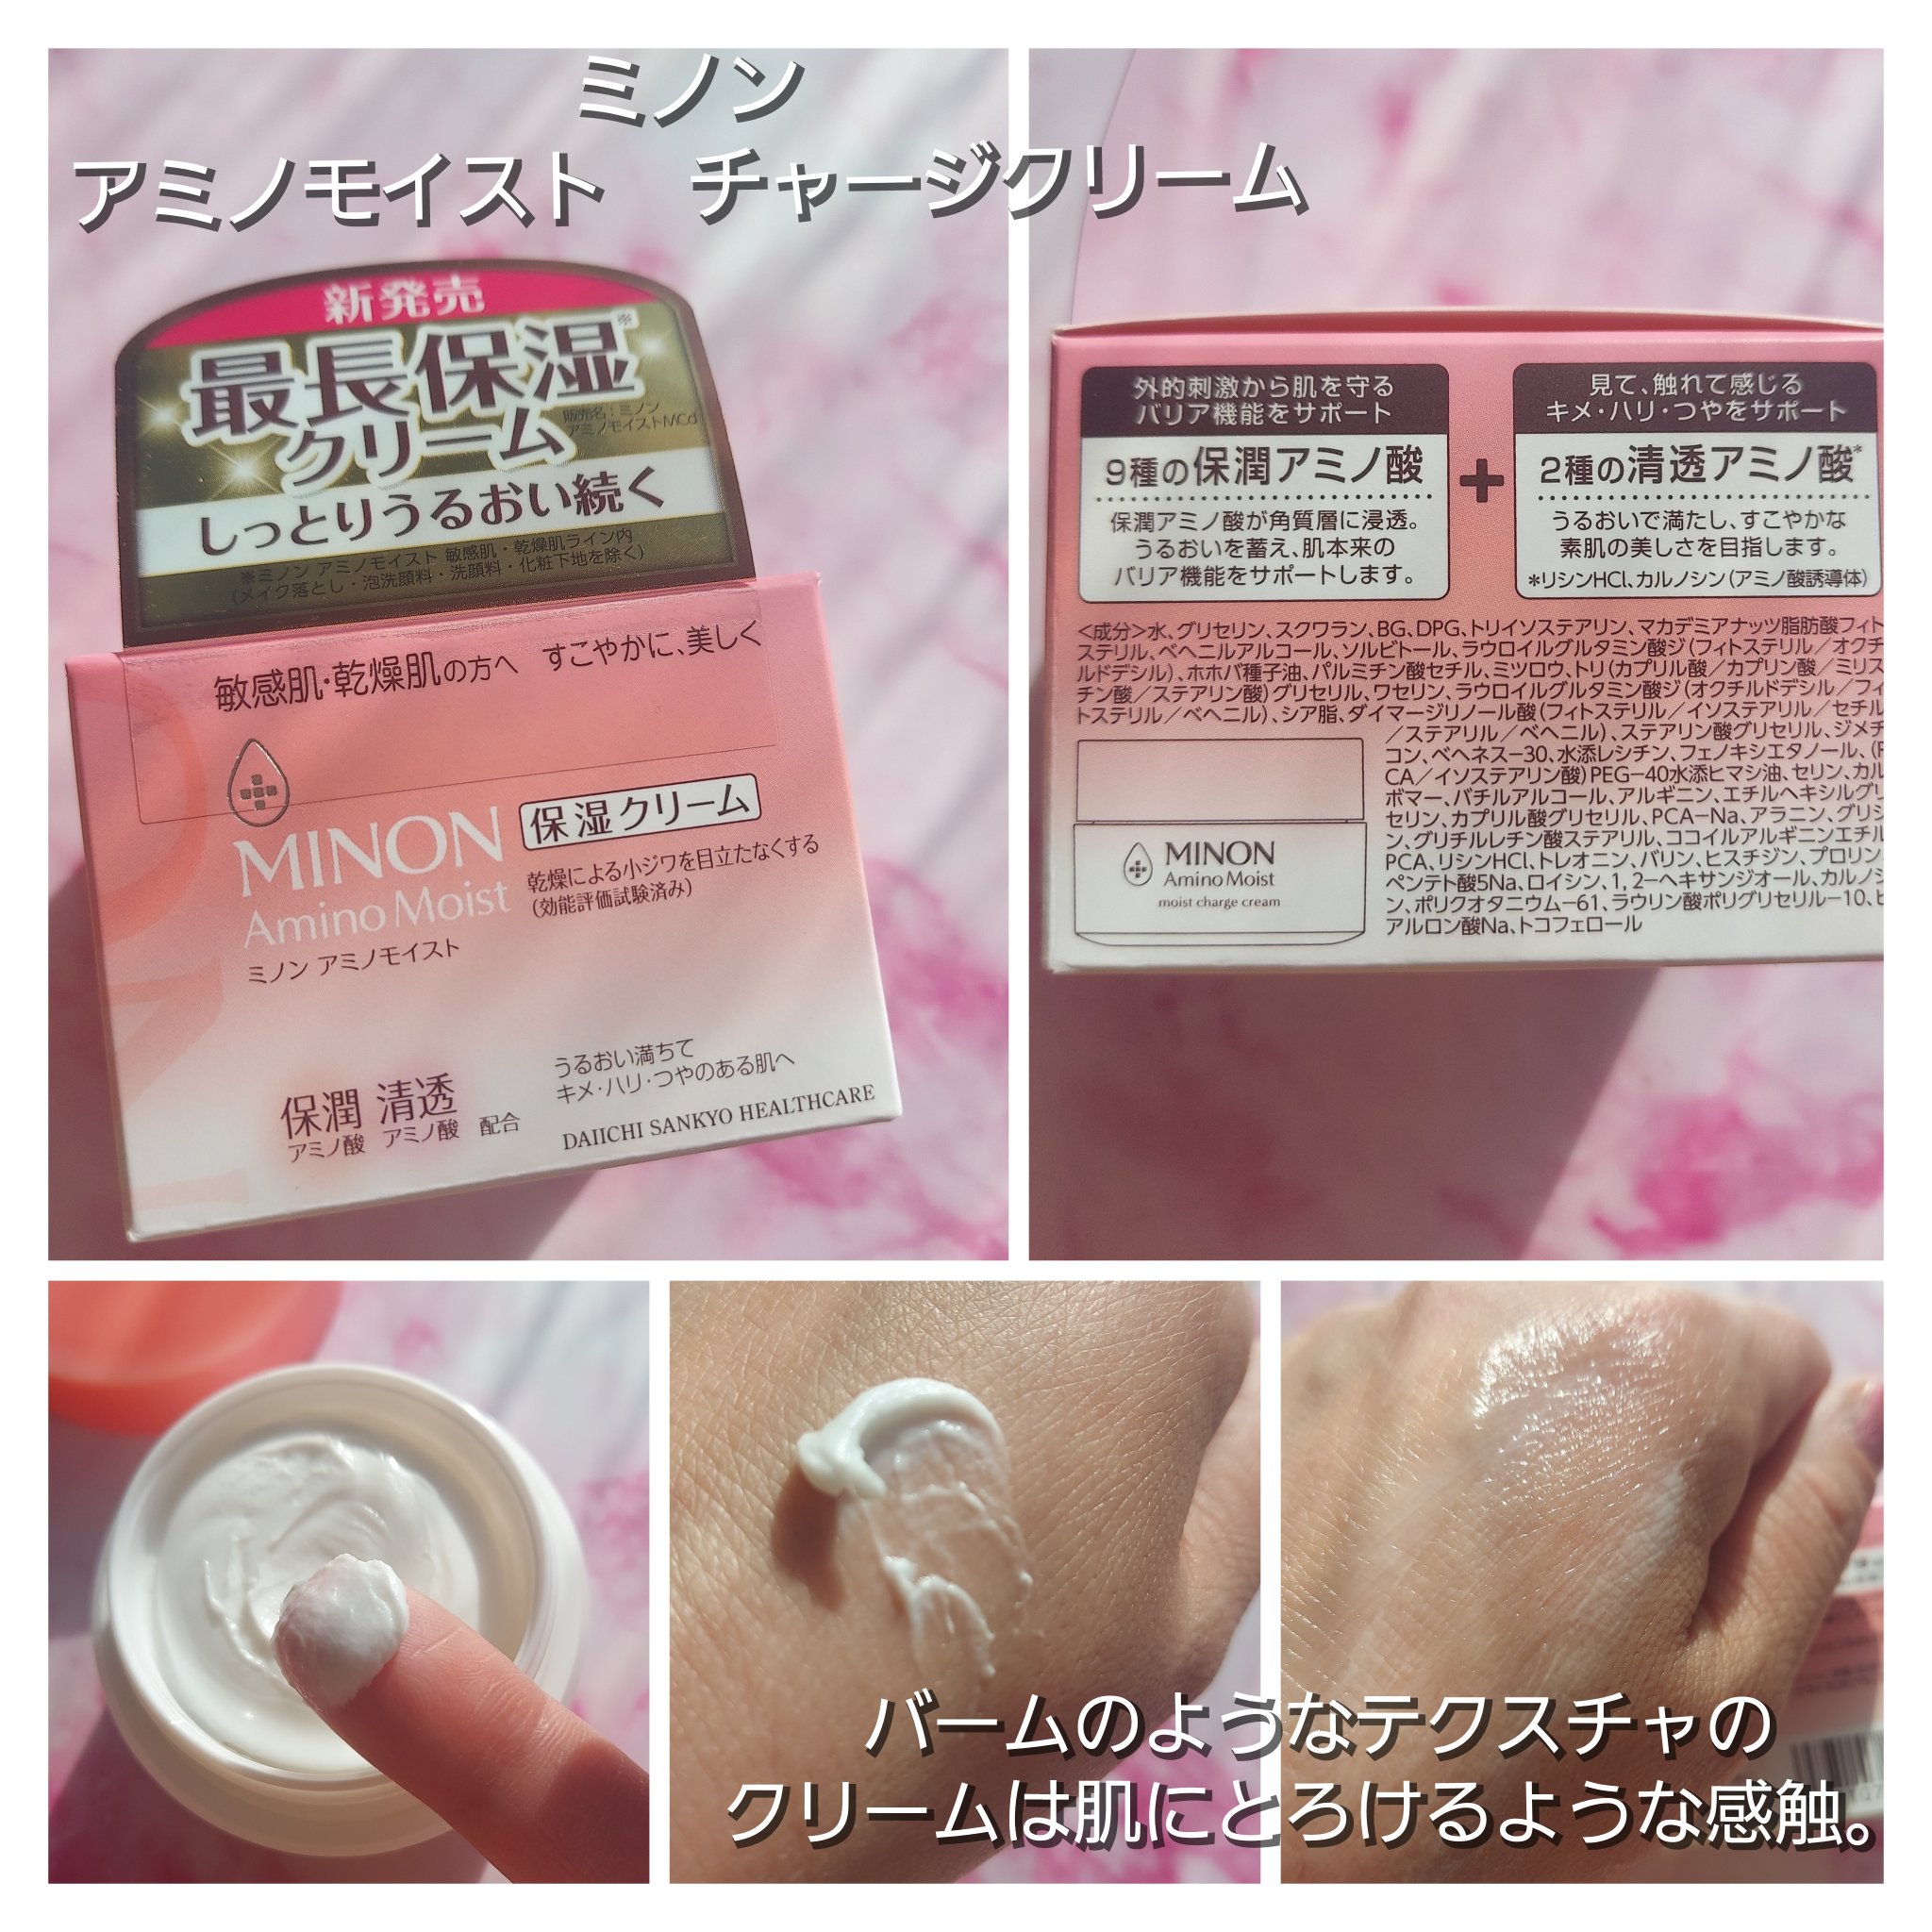 ミノン
アミノモイスト　チャージクリーム
新発売
最長保湿※
クリーム
販売名：ミノン
アミノモイストMCd
しっとりうるおい続く
※ミノン アミノモイスト 敏感肌・乾燥肌ライン内
(メイク落とし・泡洗顔料・洗顔料・化粧下地を除く)
敏感肌・乾燥肌の方へ　すこやかに、美しく
MINON
Amino Moist
ミノン アミノモイスト
保湿クリーム
乾燥による小ジワを目立たなくする
(効能評価試験済み)
保潤 清透
アミノ酸 アミノ酸 配合
うるおい満ちて
キメ・ハリ・つやのある肌へ
DAIICHI SANKYO HEALTHCARE
外的刺激から肌を守る
バリア機能をサポート
9種の保潤アミノ酸
保潤アミノ酸が角質層に浸透。
うるおいを蓄え、肌本来の
バリア機能をサポートします。
+
見て、触れて感じる
キメ・ハリ・つやをサポート
2種の清透アミノ酸*
うるおいで満たし、すこやかな
素肌の美しさを目指します。
*リシンHCl、カルノシン(アミノ酸誘導体)
<成分>水、グリセリン、スクワラン、BG、DPG、トリイソステアリン、マカデミアナッツ脂肪酸フィト
ステリル、ベヘニルアルコール、ソルビトール、ラウロイルグルタミン酸ジ(フィトステリル/オクチ
ルドデシル)、ホホバ種子油、パルミチン酸セチル、ミツロウ、トリ(カプリル酸/カプリン酸/ミリス
チン酸/ステアリン酸)グリセリル、ワセリン、ラウロイルグルタミン酸ジ(オクチルドデシル/フィ
トステリル/ベヘニル)、シア脂、ダイマージリノール酸(フィトステリル/イソステアリル/セチル
/ステアリル/ベヘニル)、ステアリン酸グリセリル、ジメチ
コン、ベヘネス-30、水添レシチン、フェノキシエタノール、(P
CA/イソステアリン酸)PEG-40水添ヒマシ油、セリン、カル
ボマー、バチルアルコール、アルギニン、エチルヘキシルグリ
セリン、カプリル酸グリセリル、PCA-Na、アラニン、グリシ
ン、グリチルレチン酸ステアリル、ココイルアルギニンエチル
PCA、リシンHCl、トレオニン、バリン、ヒスチジン、プロリン、
ペンテト酸5Na、ロイシン、1, 2-ヘキサンジオール、カルノシ
ン、ポリクオタニウム-61、ラウリン酸ポリグリセリル-10、ヒ
アルロン酸Na、トコフェロール
MINON
Amino Moist
moist charge cream
バームのようなテクスチャの
クリームは肌にとろけるような感触。